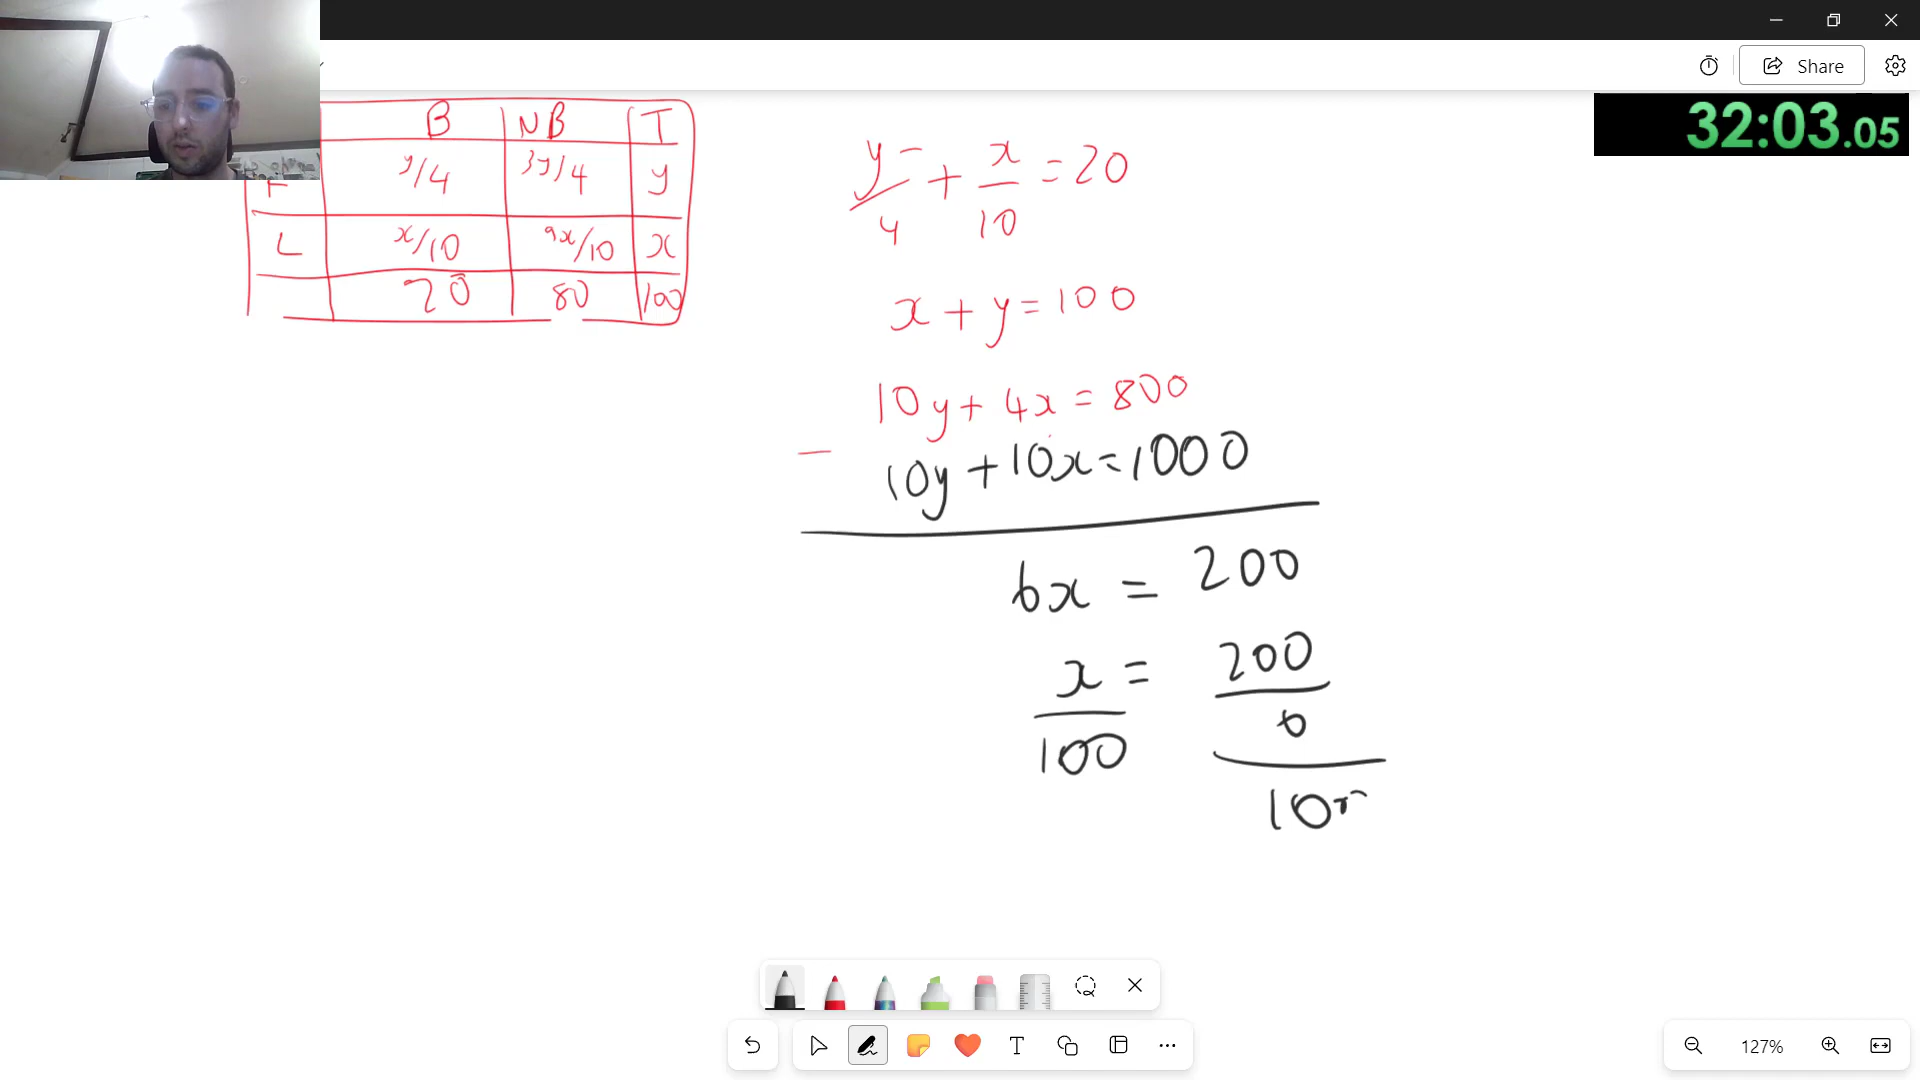 Share
32:03.05
B NB T
y/4 3y/4 y
L x/10 9x/10 x
20 80 100
y/4 + x/10 = 20
x + y = 100
10y + 4x = 800
- 10y + 10x = 1000
6x = 200
x = 200
100 6
10
127%